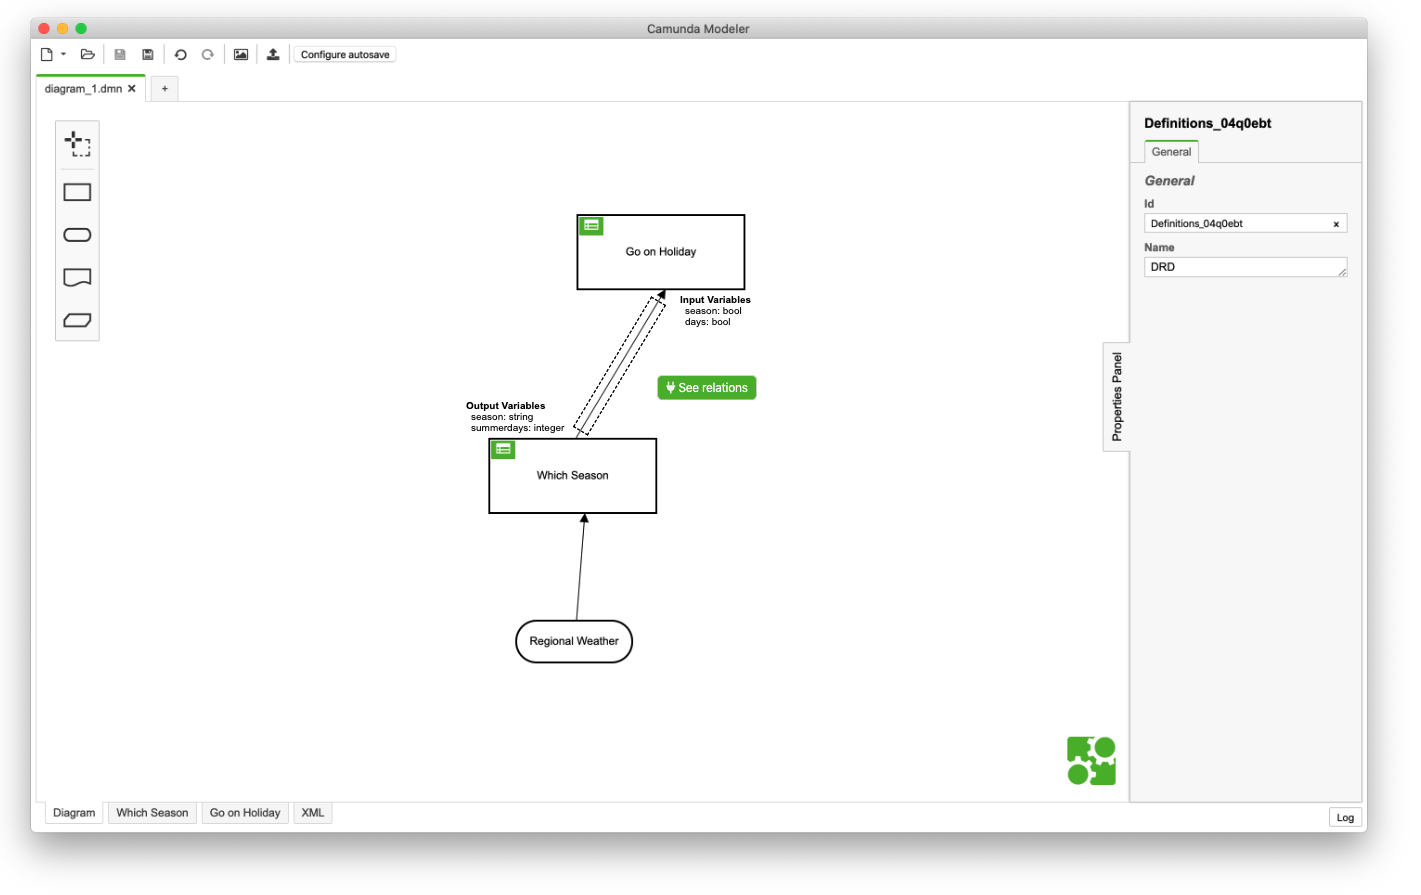 Camunda Modeler
Configure autosave
diagram_1.dmn
+
Definitions_04q0ebt
General
General
Id
Definitions_04q0ebt
Name
DRD
Properties Panel
Go on Holiday
Input Variables
season: bool
days: bool
See relations
Output Variables
season: string
summerdays: integer
Which Season
Regional Weather
Diagram
Which Season
Go on Holiday
XML
Log